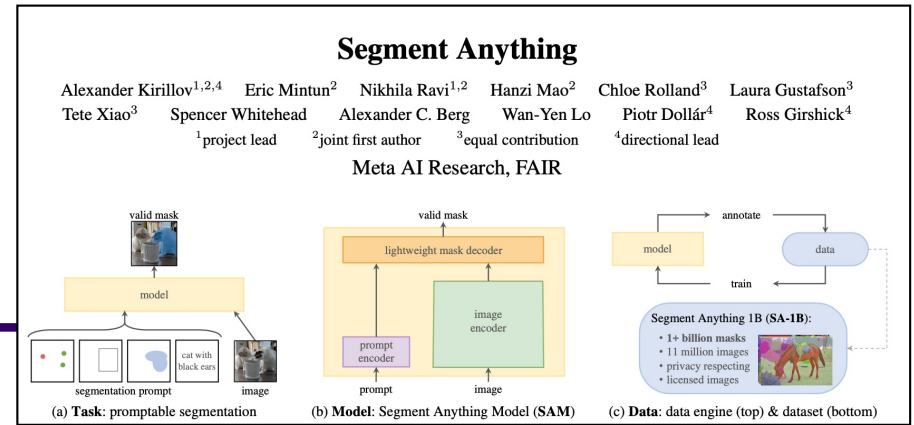 Segment Anything
Alexander Kirillov1,2,4 Eric Mintun2 Nikhila Ravi1,2 Hanzi Mao2 Chloe Rolland3 Laura Gustafson3
Tete Xiao3 Spencer Whitehead Alexander C. Berg Wan-Yen Lo Piotr Dollár4 Ross Girshick4
1project lead 2joint first author 3equal contribution 4directional lead
Meta AI Research, FAIR
valid mask
model
cat with
black ears
segmentation prompt
image
(a) Task: promptable segmentation
valid mask
lightweight mask decoder
image
encoder
prompt
encoder
prompt
image
(b) Model: Segment Anything Model (SAM)
annotate
model
data
train
Segment Anything 1B (SA-1B):
• 1+ billion masks
• 11 million images
• privacy respecting
• licensed images
(c) Data: data engine (top) & dataset (bottom)